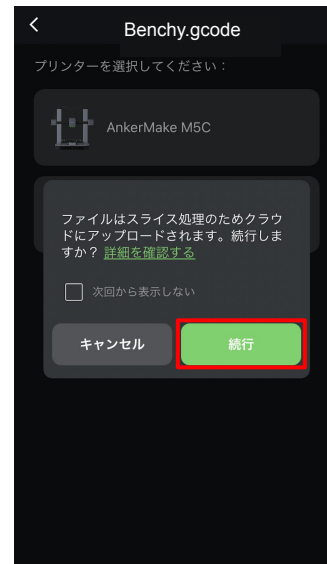 Benchy.gcode
プリンターを選択してください：
AnkerMake M5C
ファイルはスライス処理のためクラウ
ドにアップロードされます。続行しま
すか？ 詳細を確認する
次回から表示しない
キャンセル
続行